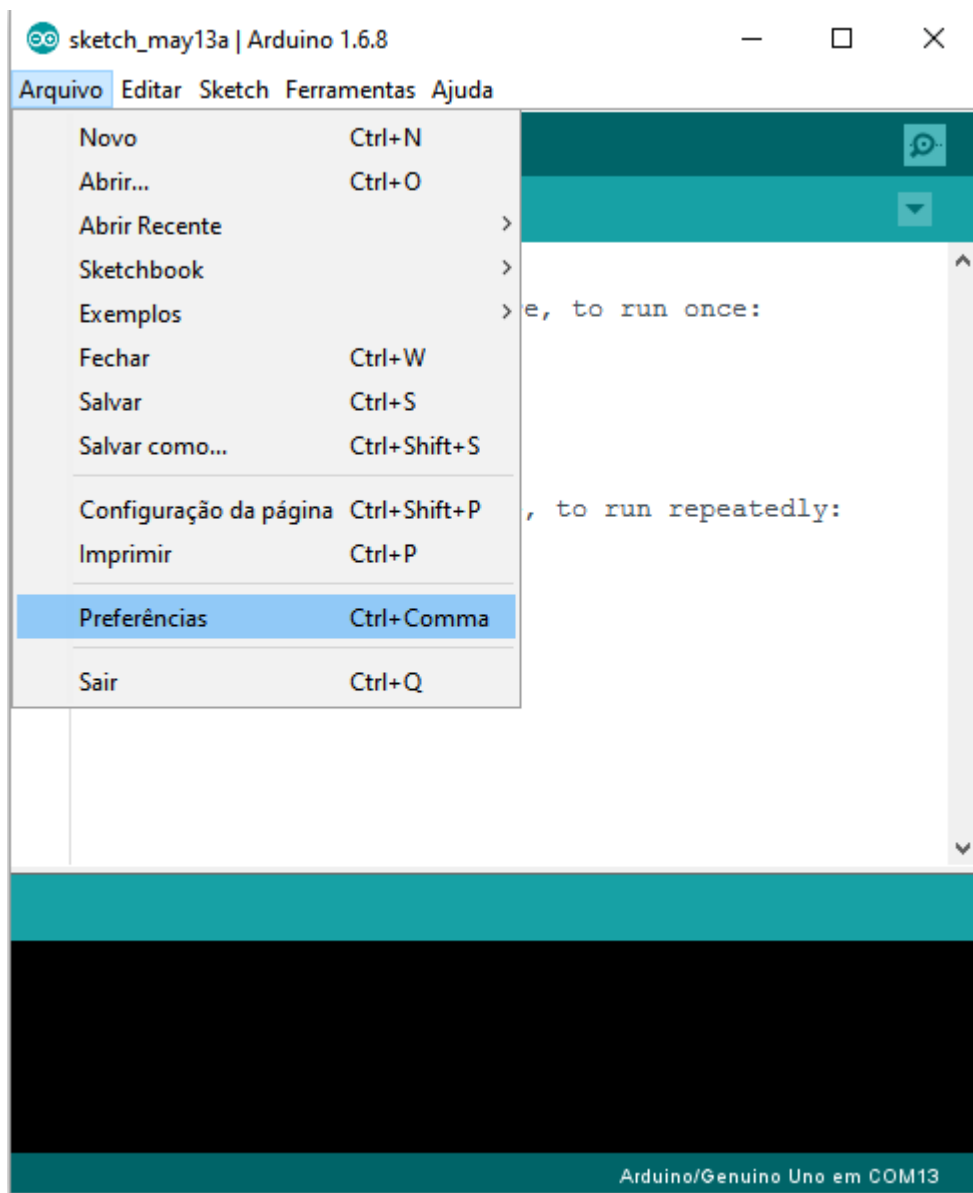 sketch_may13a | Arduino 1.6.8
Arquivo Editar Sketch Ferramentas Ajuda
Novo Ctrl+N
Abrir... Ctrl+O
Abrir Recente
Sketchbook
Exemplos
Fechar Ctrl+W
Salvar Ctrl+S
Salvar como... Ctrl+Shift+S
Configuração da página Ctrl+Shift+P
Imprimir Ctrl+P
Preferências Ctrl+Comma
Sair Ctrl+Q
e, to run once:
, to run repeatedly:
Arduino/Genuino Uno em COM13